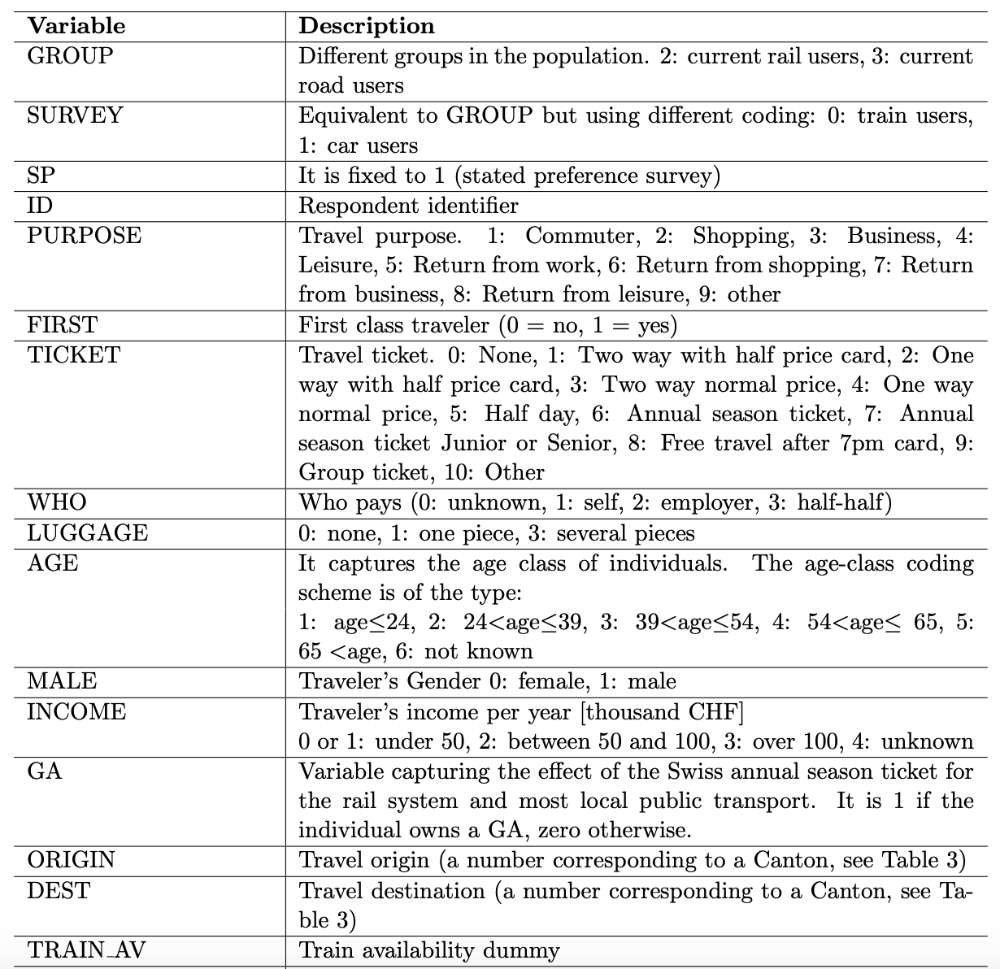 Variable Description
GROUP Different groups in the population. 2: current rail users, 3: current
road users
SURVEY Equivalent to GROUP but using different coding: 0: train users,
1: car users
SP It is fixed to 1 (stated preference survey)
ID Respondent identifier
PURPOSE Travel purpose. 1: Commuter, 2: Shopping, 3: Business, 4:
Leisure, 5: Return from work, 6: Return from shopping, 7: Return
from business, 8: Return from leisure, 9: other
FIRST First class traveler (0 = no, 1 = yes)
TICKET Travel ticket. 0: None, 1: Two way with half price card, 2: One
way with half price card, 3: Two way normal price, 4: One way
normal price, 5: Half day, 6: Annual season ticket, 7: Annual
season ticket Junior or Senior, 8: Free travel after 7pm card, 9:
Group ticket, 10: Other
WHO Who pays (0: unknown, 1: self, 2: employer, 3: half-half)
LUGGAGE 0: none, 1: one piece, 3: several pieces
AGE It captures the age class of individuals. The age-class coding
scheme is of the type:
1: age≤24, 2: 24<age≤39, 3: 39<age≤54, 4: 54<age≤ 65, 5:
65 <age, 6: not known
MALE Traveler's Gender 0: female, 1: male
INCOME Traveler's income per year [thousand CHF]
0 or 1: under 50, 2: between 50 and 100, 3: over 100, 4: unknown
GA Variable capturing the effect of the Swiss annual season ticket for
the rail system and most local public transport. It is 1 if the
individual owns a GA, zero otherwise.
ORIGIN Travel origin (a number corresponding to a Canton, see Table 3)
DEST Travel destination (a number corresponding to a Canton, see Ta-
ble 3)
TRAIN_AV Train availability dummy